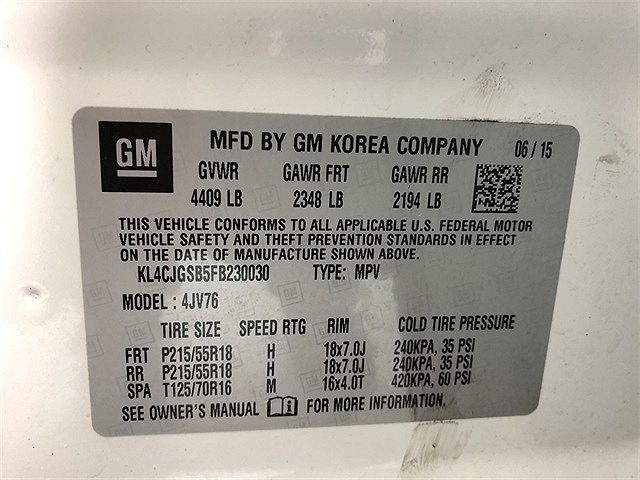 GM
MFD BY GM KOREA COMPANY 06 / 15
GVWR GAWR FRT GAWR RR
4409 LB 2348 LB 2194 LB
THIS VEHICLE CONFORMS TO ALL APPLICABLE U.S. FEDERAL MOTOR
VEHICLE SAFETY AND THEFT PREVENTION STANDARDS IN EFFECT
ON THE DATE OF MANUFACTURE SHOWN ABOVE.
KL4CJGSB5FB230030 TYPE: MPV
MODEL : 4JV76
TIRE SIZE SPEED RTG RIM COLD TIRE PRESSURE
FRT P215/55R18 H 18x7.0J 240KPA, 35 PSI
RR P215/55R18 H 18x7.0J 240KPA, 35 PSI
SPA T125/70R16 M 16x4.0T 420KPA, 60 PSI
SEE OWNER'S MANUAL FOR MORE INFORMATION.